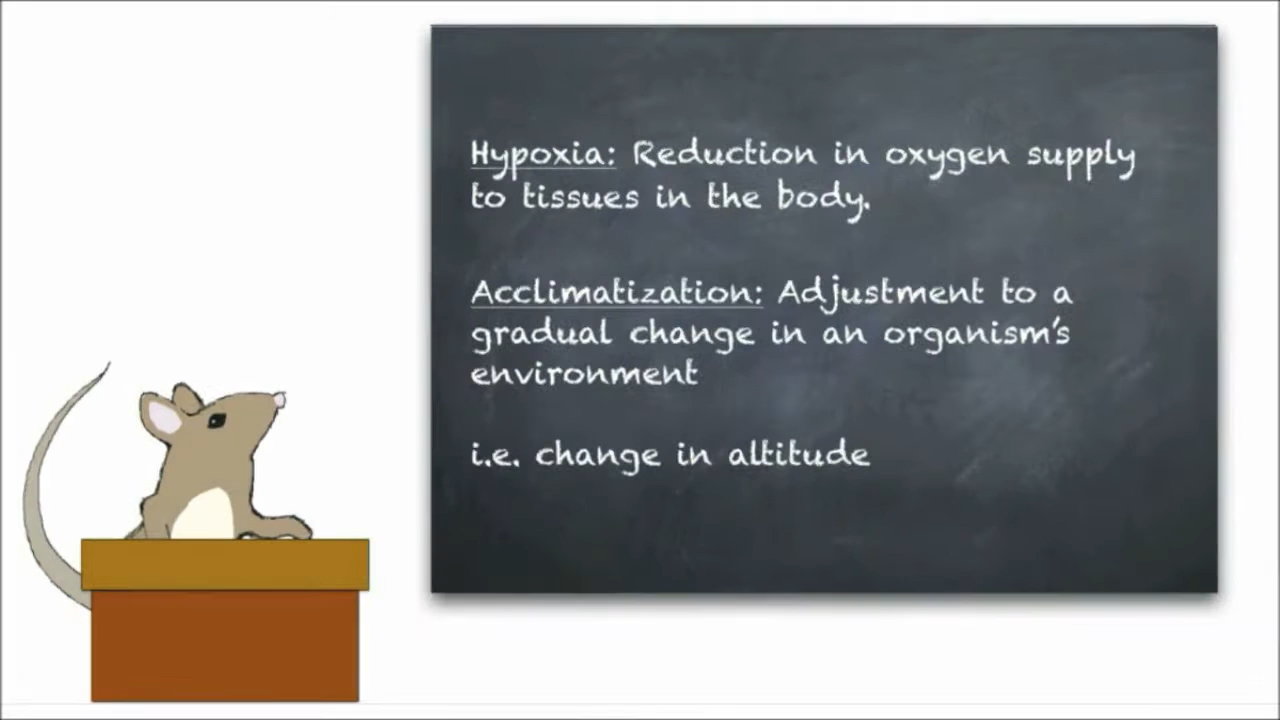 Hypoxia: Reduction in oxygen supply
to tissues in the body.
Acclimatization: Adjustment to a
gradual change in an organism's
environment
i.e. change in altitude